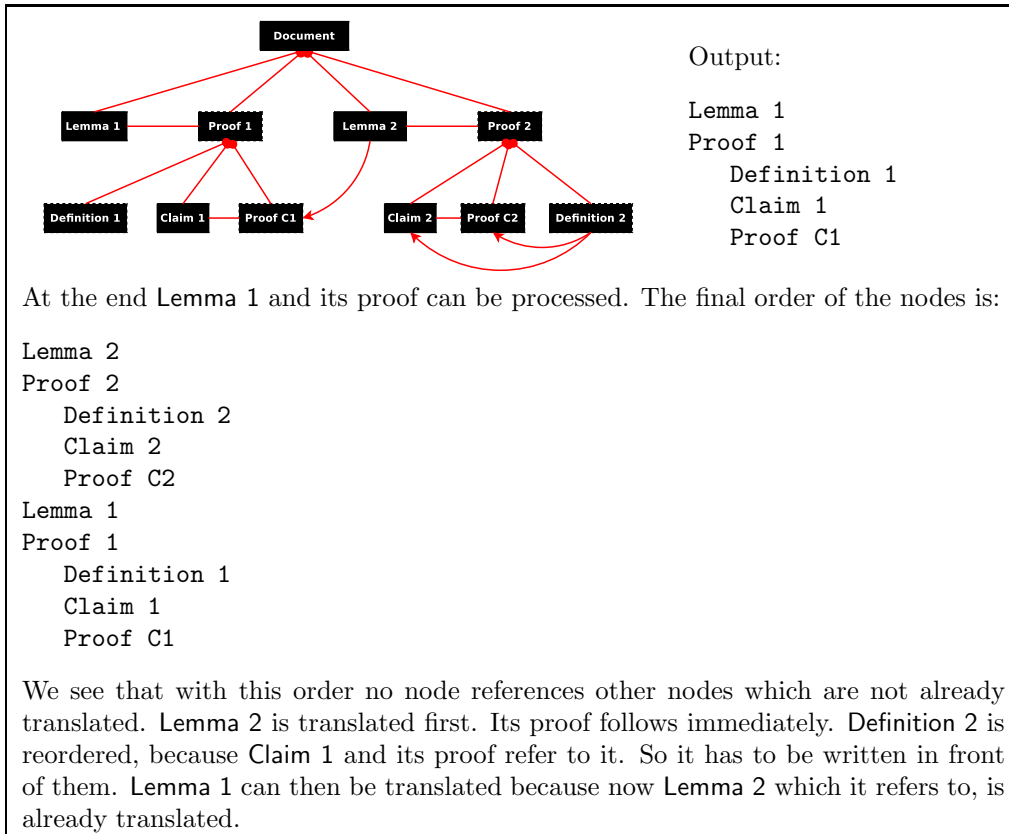 Document
Lemma 1 Proof 1 Lemma 2 Proof 2
Definition 1 Claim 1 Proof C1 Claim 2 Proof C2 Definition 2
Output:
Lemma 1
Proof 1
Definition 1
Claim 1
Proof C1
At the end Lemma 1 and its proof can be processed. The final order of the nodes is:
Lemma 2
Proof 2
Definition 2
Claim 2
Proof C2
Lemma 1
Proof 1
Definition 1
Claim 1
Proof C1
We see that with this order no node references other nodes which are not already
translated. Lemma 2 is translated first. Its proof follows immediately. Definition 2 is
reordered, because Claim 1 and its proof refer to it. So it has to be written in front
of them. Lemma 1 can then be translated because now Lemma 2 which it refers to, is
already translated.